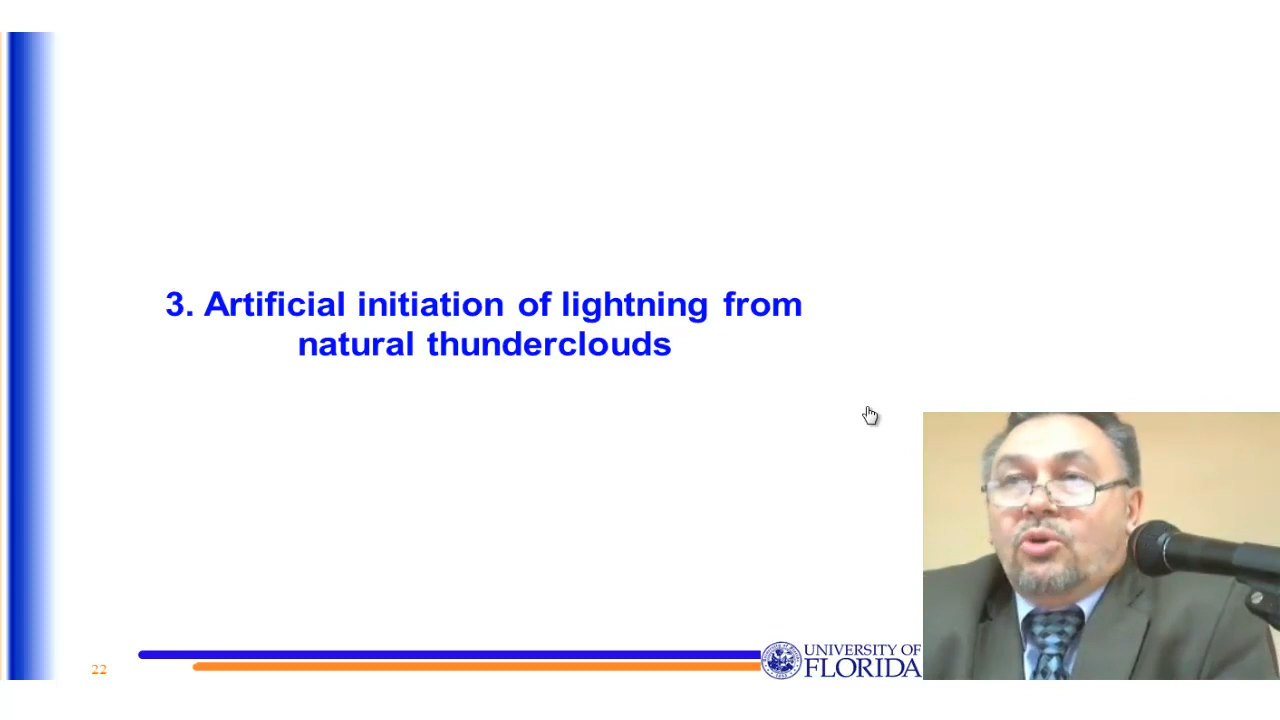 3. Artificial initiation of lightning from
natural thunderclouds
22
UNIVERSITY OF
FLORIDA